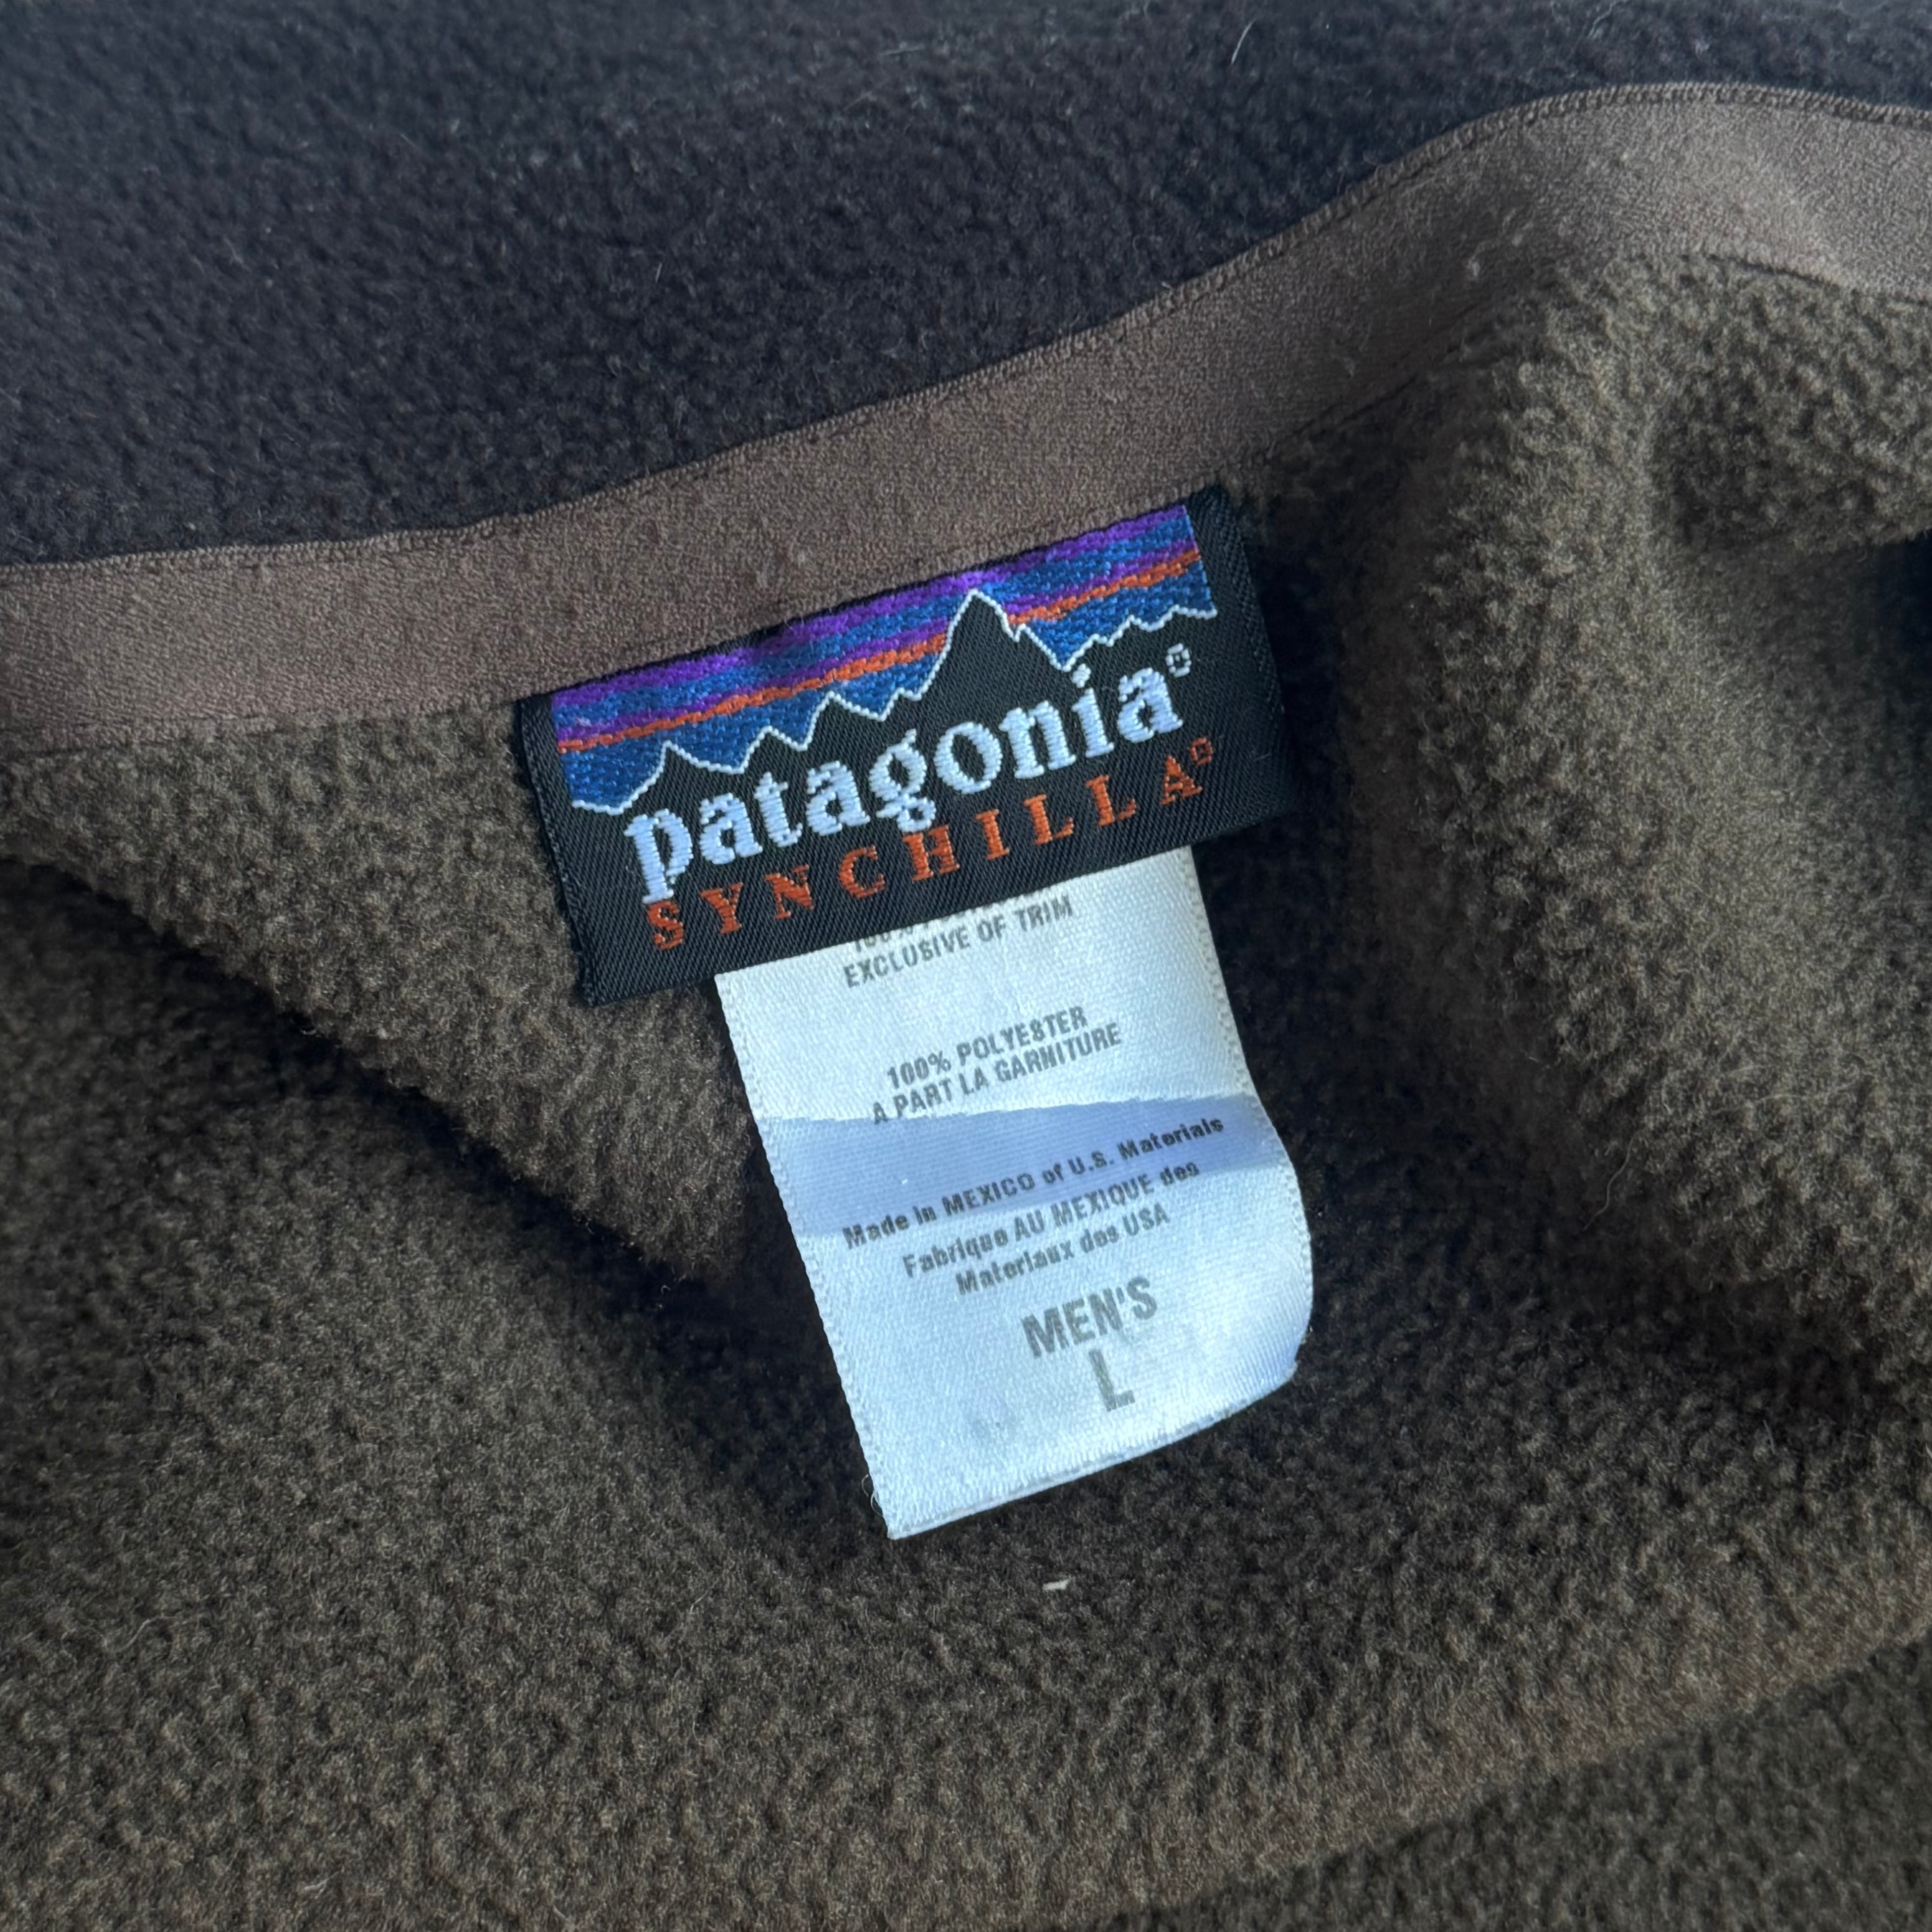 patagonia®
SYNCHILLA®
EXCLUSIVE OF TRIM
100% POLYESTER
A PART LA GARNITURE
Made in MEXICO of U.S. Materials
Fabrique AU MEXIQUE des
Materiaux des USA
MEN'S
L